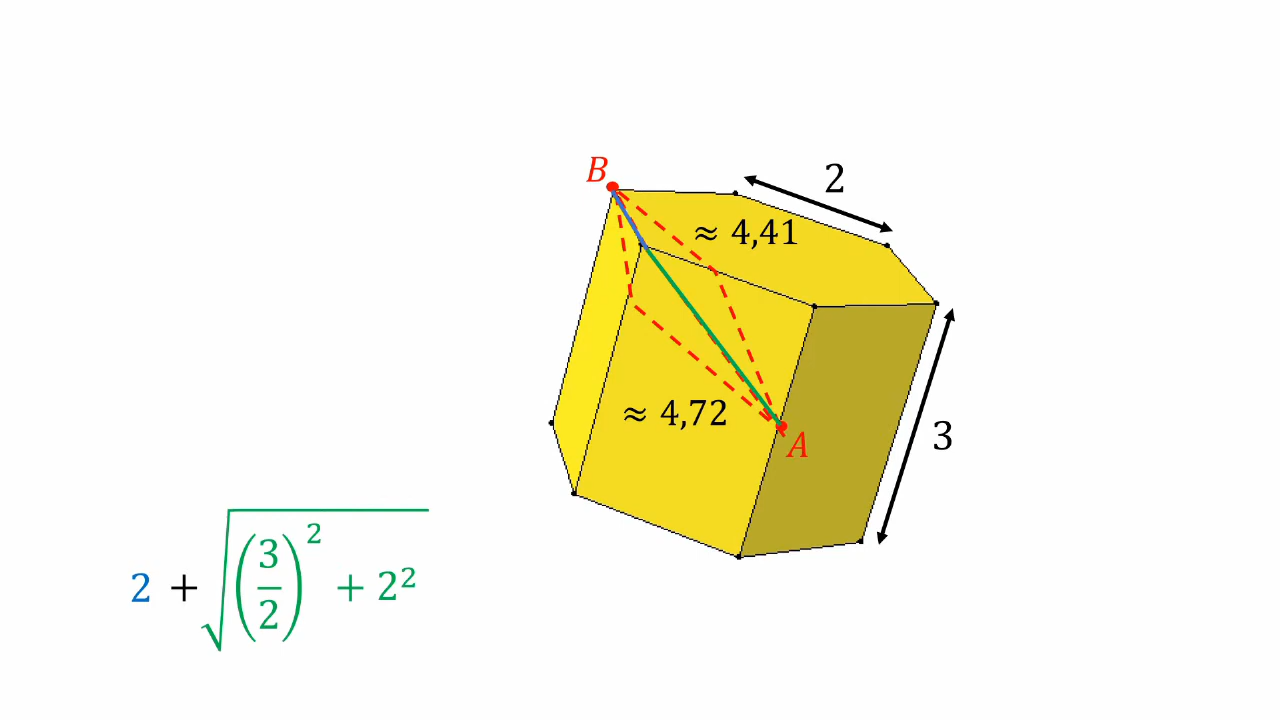 B
2
≈ 4,41
≈ 4,72
A
3
2 + √((3/2)² + 2²)